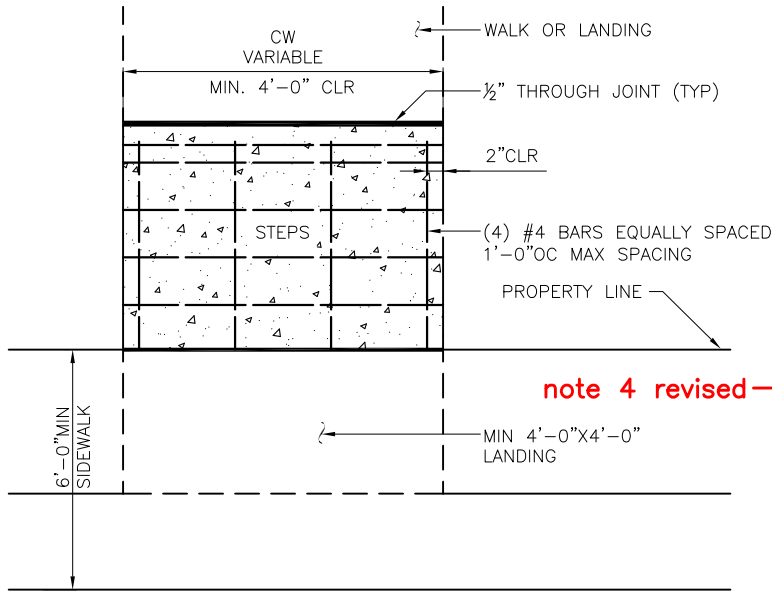 CW
VARIABLE
MIN. 4'-0" CLR
WALK OR LANDING
½" THROUGH JOINT (TYP)
2"CLR
STEPS
(4) #4 BARS EQUALLY SPACED
1'-0"OC MAX SPACING
PROPERTY LINE
note 4 revised
6'-0"MIN
SIDEWALK
MIN 4'-0"X4'-0"
LANDING